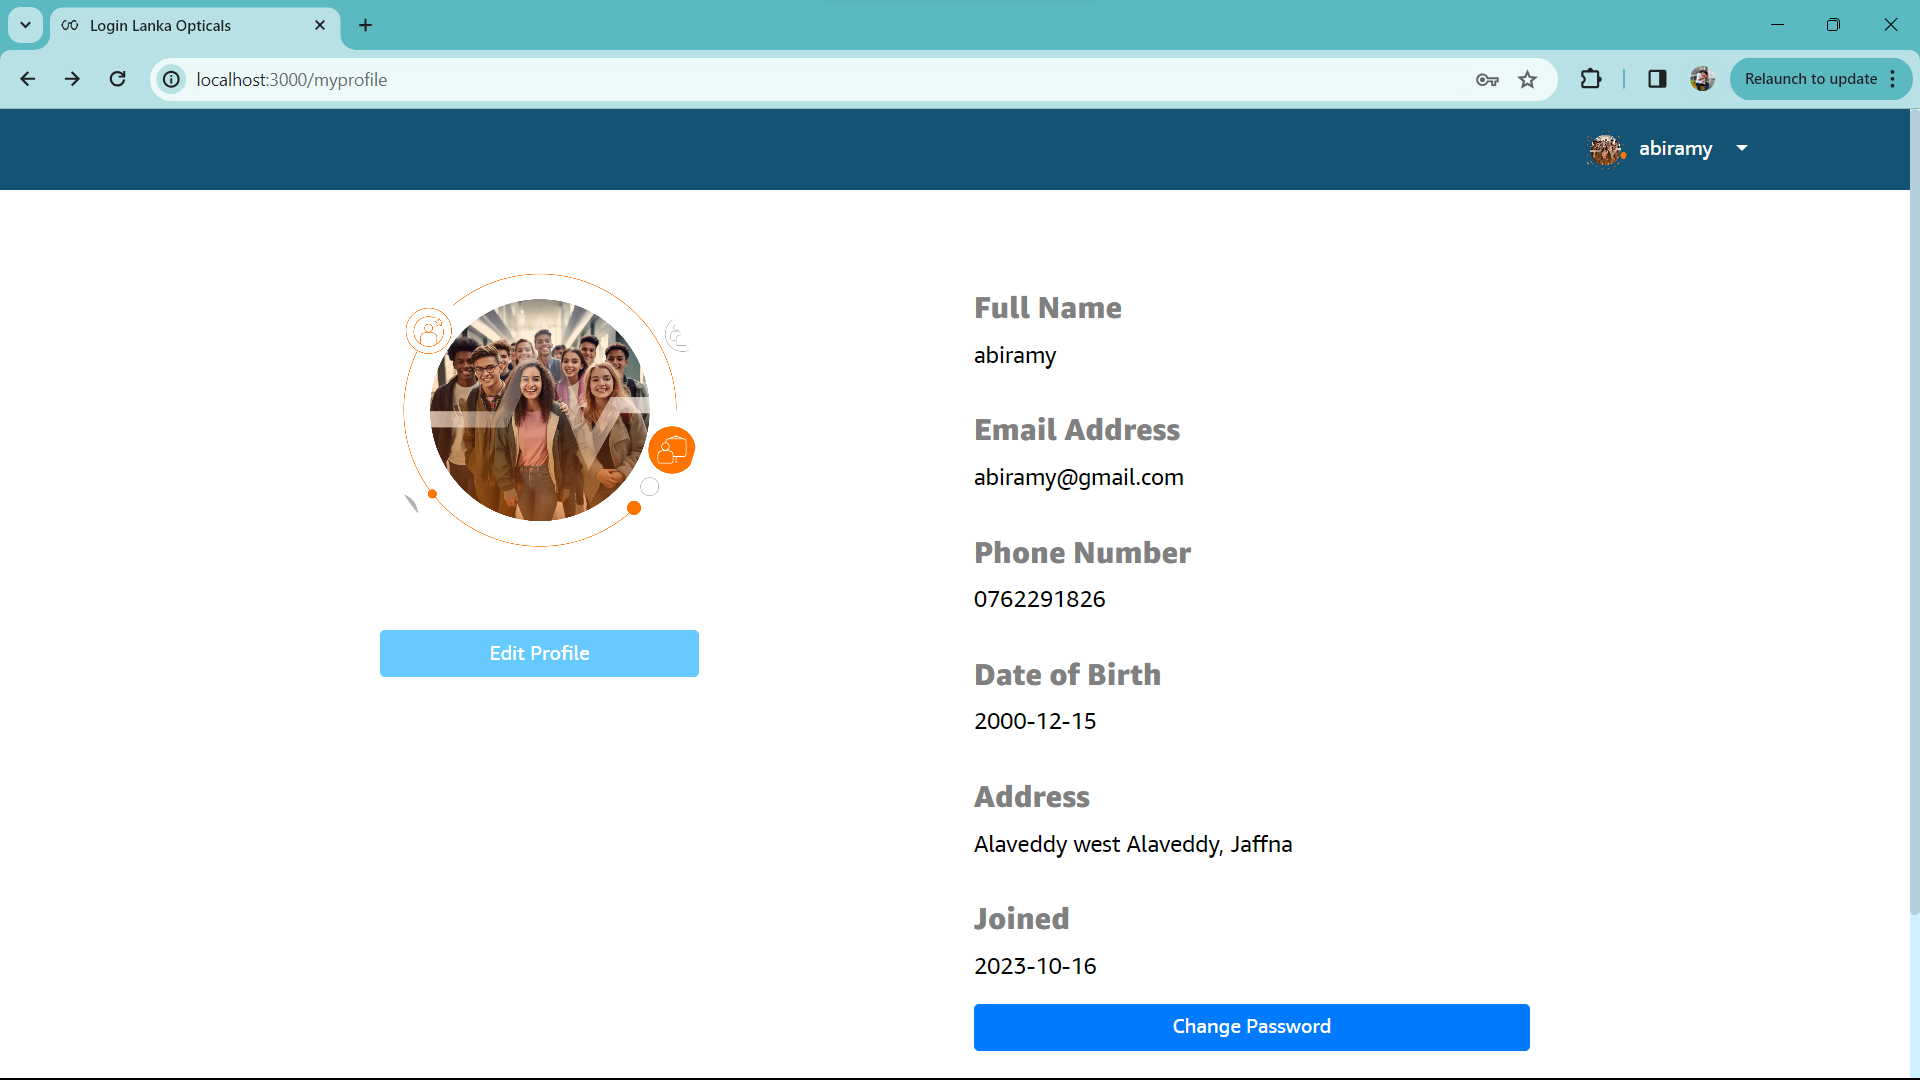 Login Lanka Opticals
localhost:3000/myprofile
Relaunch to update
abiramy
Full Name
abiramy
Email Address
abiramy@gmail.com
Phone Number
0762291826
Edit Profile
Date of Birth
2000-12-15
Address
Alaveddy west Alaveddy, Jaffna
Joined
2023-10-16
Change Password